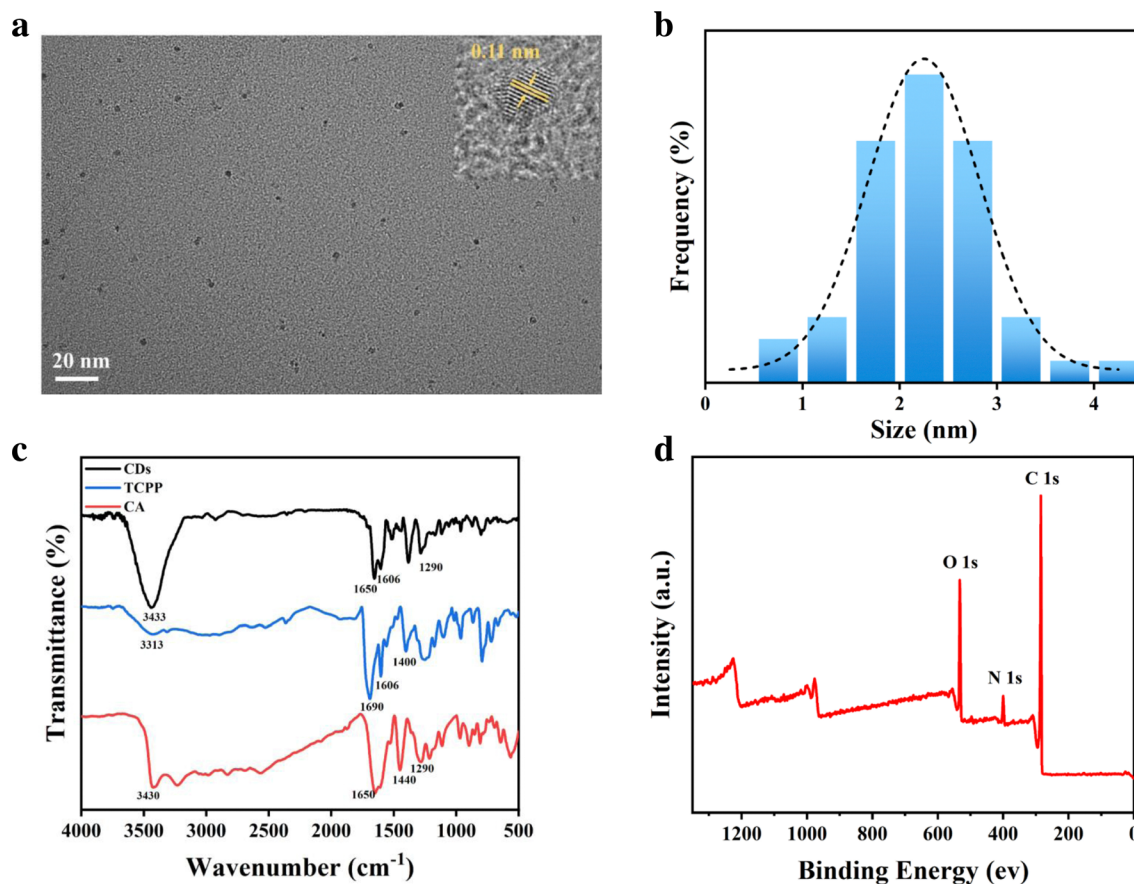 a
0.11 nm
20 nm
b
Frequency (%)
0 1 2 3 4
Size (nm)
c
CDs
TCPP
CA
Transmittance (%)
3433
1650
1606
1290
3313
1690
1606
1400
3430
1650
1440
1290
4000 3500 3000 2500 2000 1500 1000 500
Wavenumber (cm⁻¹)
d
C 1s
O 1s
N 1s
Intensity (a.u.)
1200 1000 800 600 400 200 0
Binding Energy (ev)